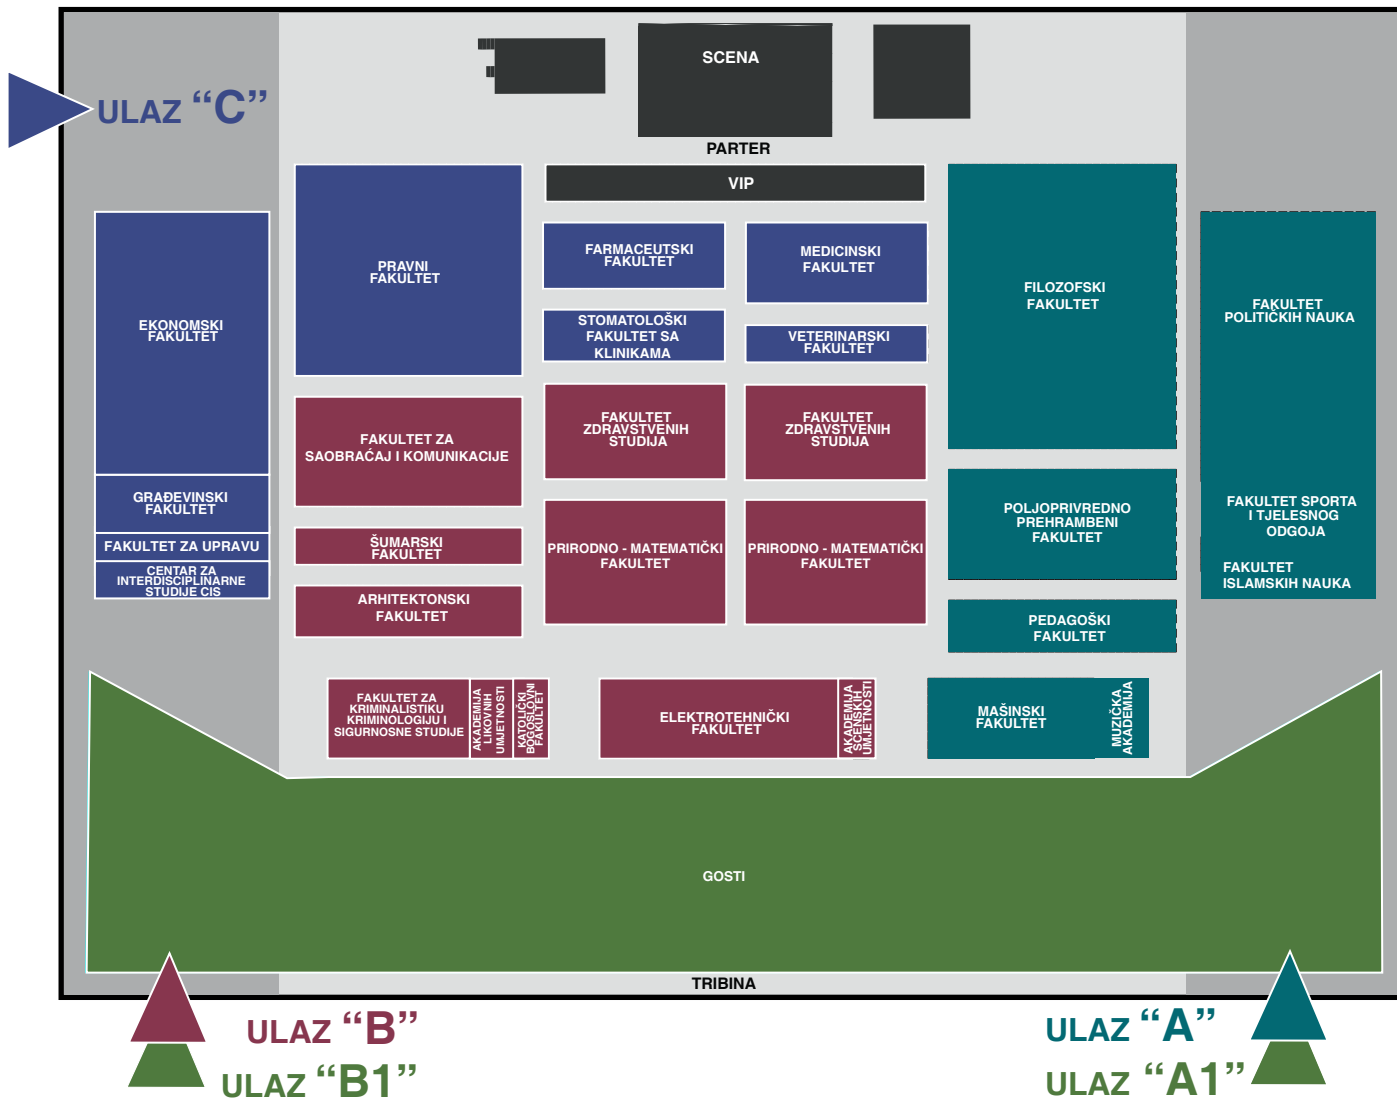 SCENA
ULAZ “C”
PARTER
VIP
EKONOMSKI
FAKULTET
GRAĐEVINSKI
FAKULTET
FAKULTET ZA UPRAVU
CENTAR ZA
INTERDISCIPLINARNE
STUDIJE CIS
PRAVNI
FAKULTET
FAKULTET ZA
SAOBRAĆAJ I KOMUNIKACIJE
ŠUMARSKI
FAKULTET
ARHITEKTONSKI
FAKULTET
FARMACEUTSKI
FAKULTET
STOMATOLOŠKI
FAKULTET SA
KLINIKAMA
FAKULTET
ZDRAVSTVENIH
STUDIJA
PRIRODNO - MATEMATIČKI
FAKULTET
MEDICINSKI
FAKULTET
VETERINARSKI
FAKULTET
FAKULTET
ZDRAVSTVENIH
STUDIJA
PRIRODNO - MATEMATIČKI
FAKULTET
FILOZOFSKI
FAKULTET
POLJOPRIVREDNO
PREHRAMBENI
FAKULTET
PEDAGOŠKI
FAKULTET
FAKULTET
POLITIČKIH NAUKA
FAKULTET SPORTA
I TJELESNOG
ODGOJA
FAKULTET
ISLAMSKIH NAUKA
FAKULTET ZA
KRIMINALISTIKU
KRIMINOLOGIJU I
SIGURNOSNE STUDIJE
AKADEMIJA
LIKOVNIH
UMJETNOSTI
KATOLIČKI
BOGOSLOVNI
FAKULTET
ELEKTROTEHNIČKI
FAKULTET
AKADEMIJA
SCENSKIH
UMJETNOSTI
MAŠINSKI
FAKULTET
MUZIČKA
AKADEMIJA
GOSTI
TRIBINA
ULAZ “B”
ULAZ “B1”
ULAZ “A”
ULAZ “A1”